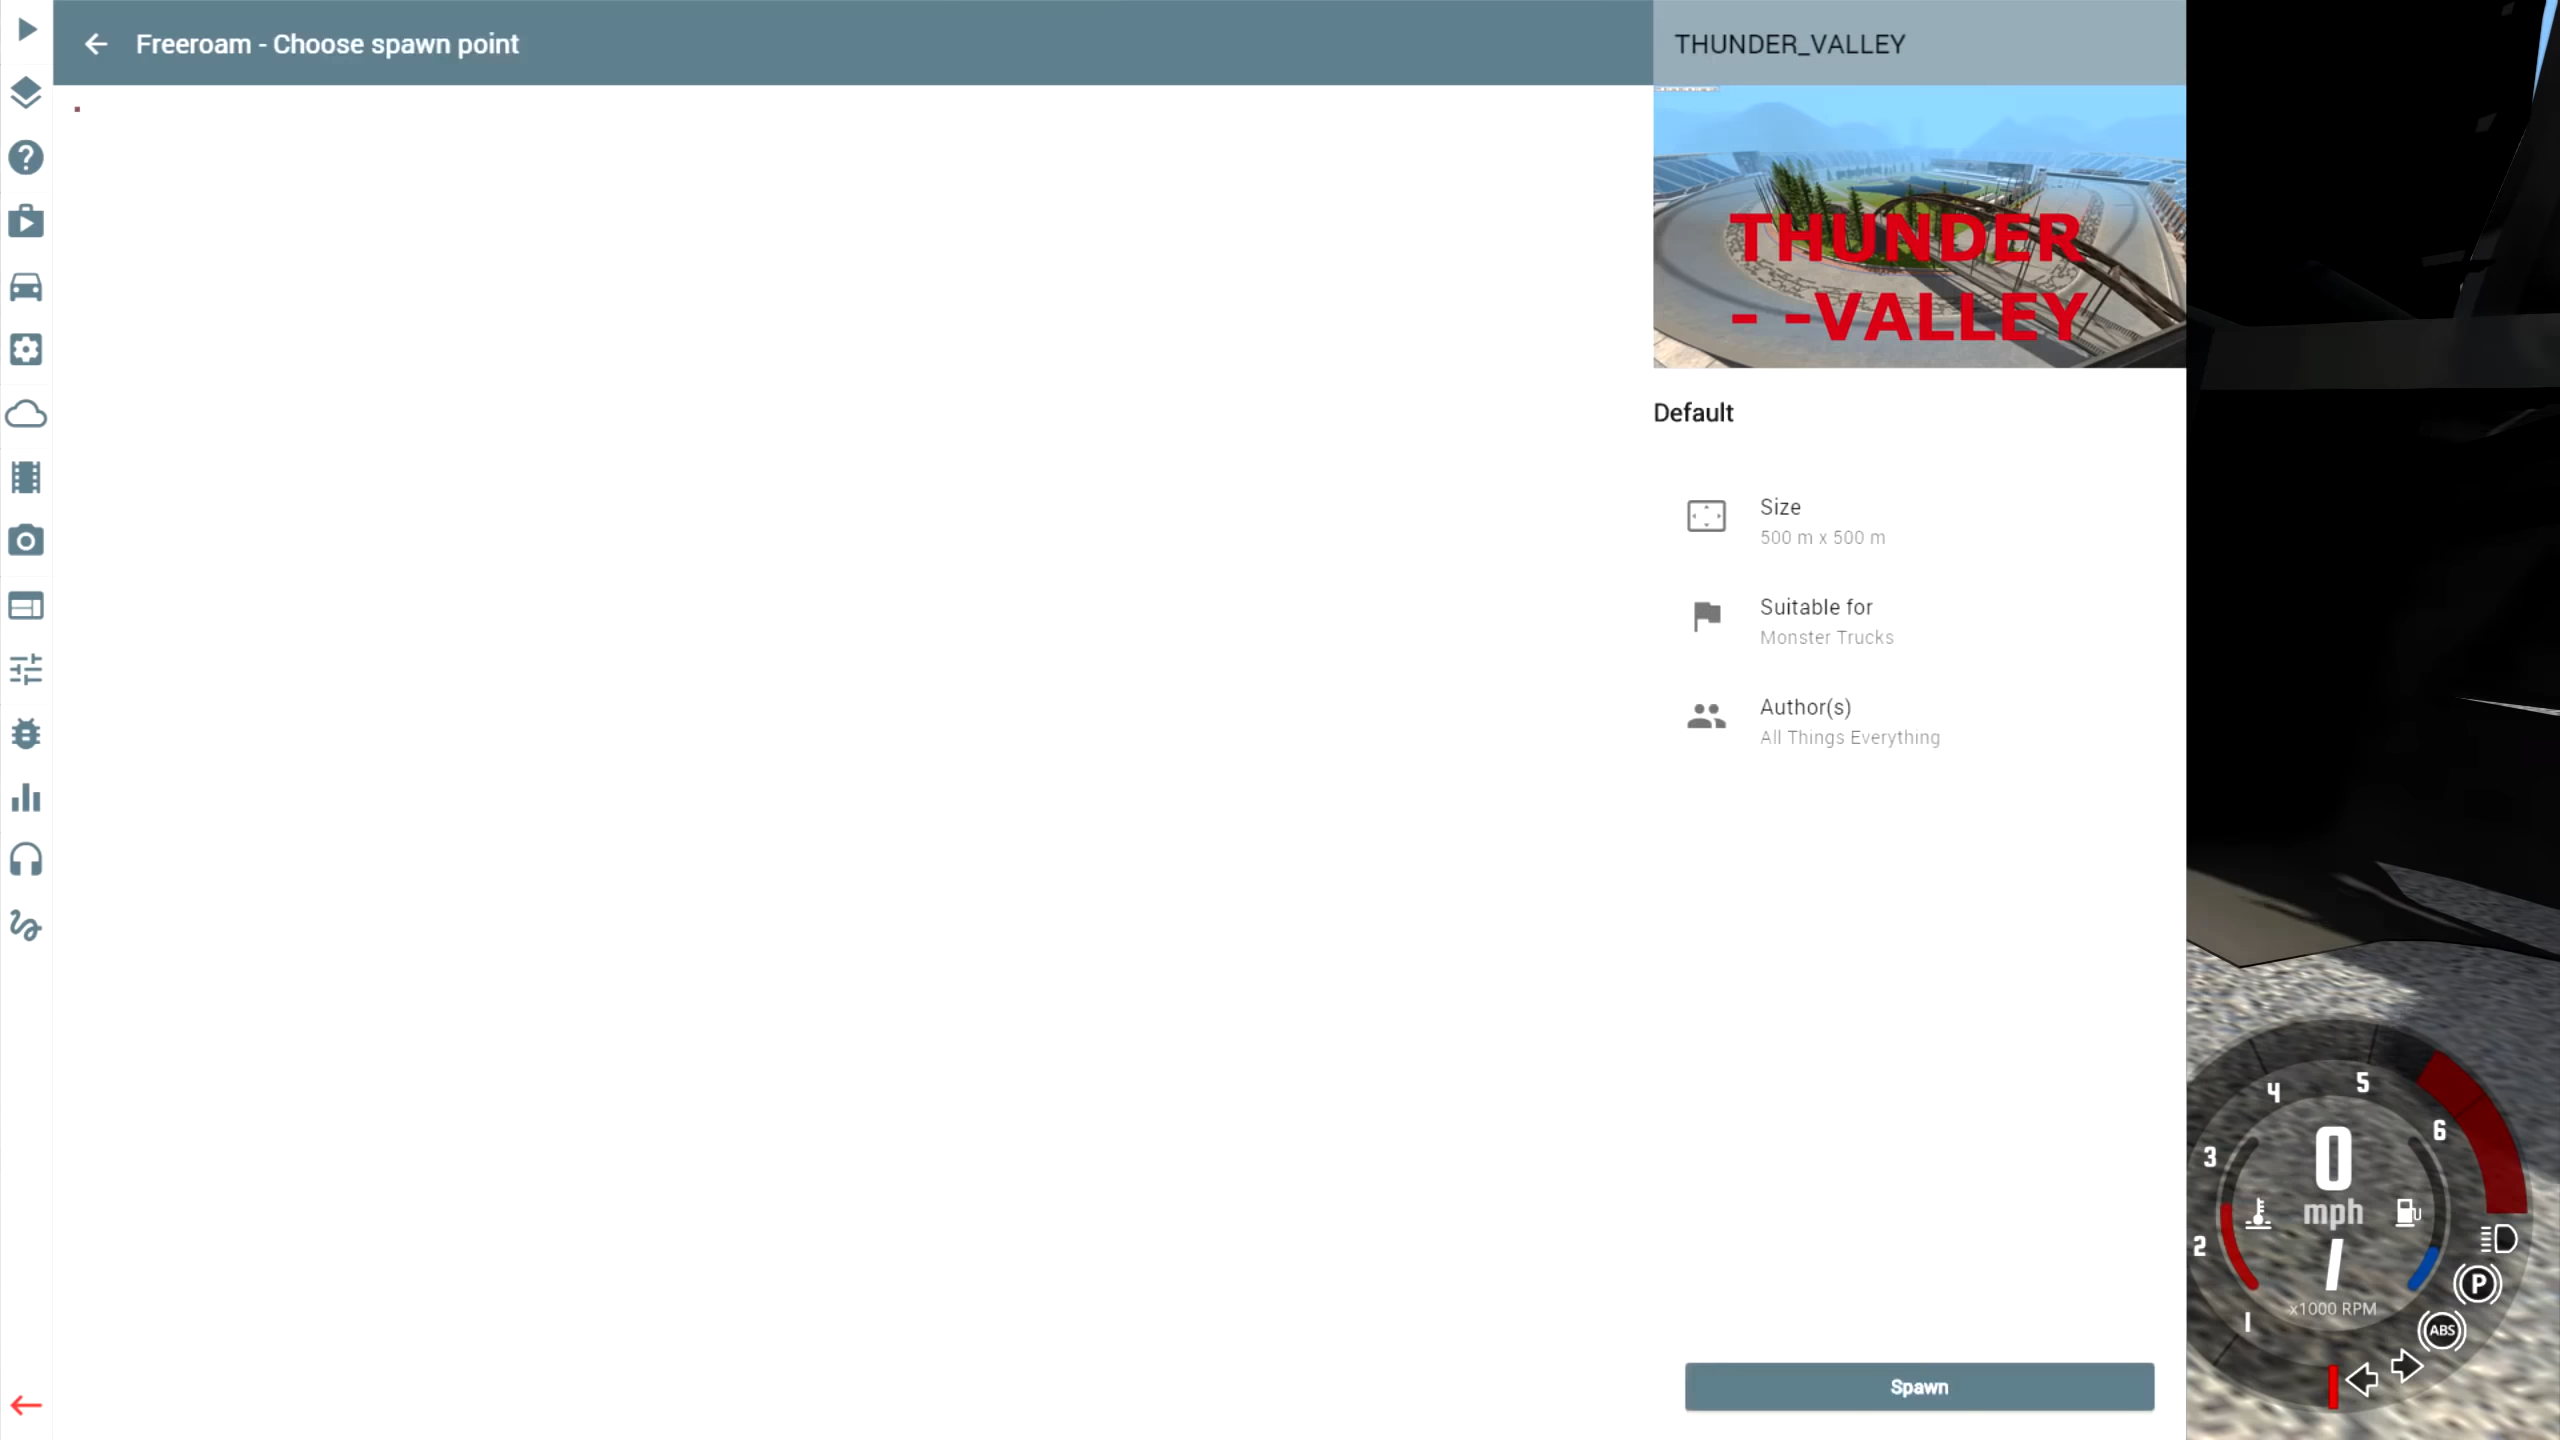 Freeroam - Choose spawn point
THUNDER_VALLEY
THUNDER
- -VALLEY
Default
Size
500 m x 500 m
Suitable for
Monster Trucks
Author(s)
All Things Everything
Spawn
1
2
3
4
5
6
0
mph
1
x1000 RPM
P
ABS